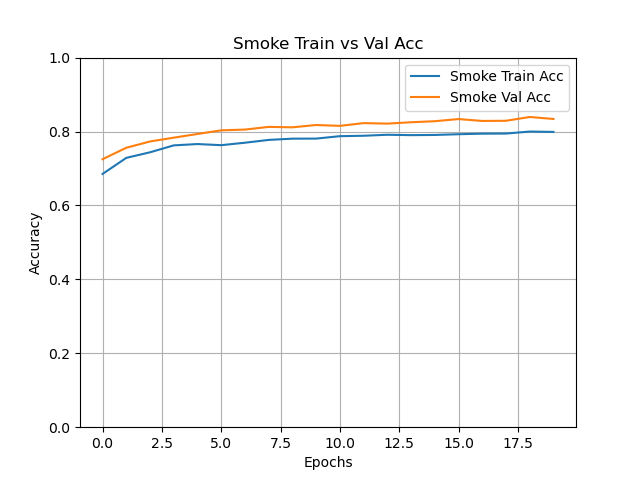 Smoke Train vs Val Acc
Smoke Train Acc
Smoke Val Acc
1.0
0.8
0.6
0.4
0.2
0.0
Accuracy
0.0 2.5 5.0 7.5 10.0 12.5 15.0 17.5
Epochs